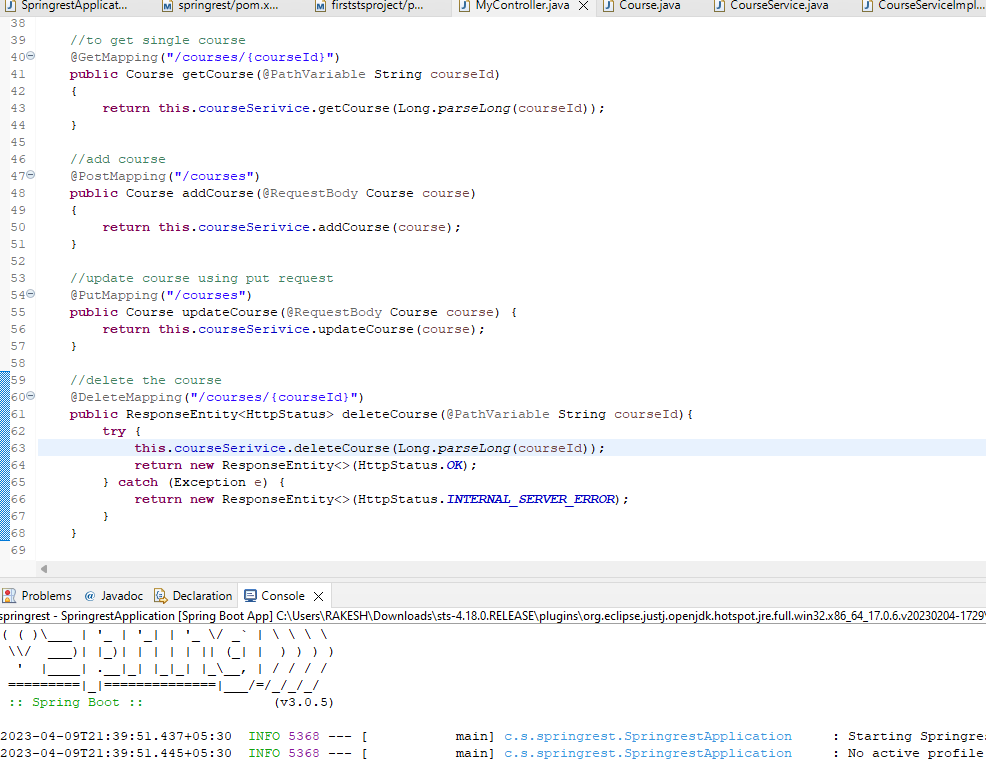 SpringrestApplicat... springrest/pom.x... firststsproject/p... MyController.java Course.java CourseService.java CourseServiceImpl...
38
39 //to get single course
40 @GetMapping("/courses/{courseId}")
41 public Course getCourse(@PathVariable String courseId)
42 {
43 return this.courseSerivice.getCourse(Long.parseLong(courseId));
44 }
45
46 //add course
47 @PostMapping("/courses")
48 public Course addCourse(@RequestBody Course course)
49 {
50 return this.courseSerivice.addCourse(course);
51 }
52
53 //update course using put request
54 @PutMapping("/courses")
55 public Course updateCourse(@RequestBody Course course) {
56 return this.courseSerivice.updateCourse(course);
57 }
58
59 //delete the course
60 @DeleteMapping("/courses/{courseId}")
61 public ResponseEntity<HttpStatus> deleteCourse(@PathVariable String courseId){
62 try {
63 this.courseSerivice.deleteCourse(Long.parseLong(courseId));
64 return new ResponseEntity<>(HttpStatus.OK);
65 } catch (Exception e) {
66 return new ResponseEntity<>(HttpStatus.INTERNAL_SERVER_ERROR);
67 }
68 }
69
Problems @ Javadoc Declaration Console
springrest - SpringrestApplication [Spring Boot App] C:\Users\RAKESH\Downloads\sts-4.18.0.RELEASE\plugins\org.eclipse.justj.openjdk.hotspot.jre.full.win32.x86_64_17.0.6.v20230204-1729\
( ( )\___ | '_ | '_| | '_ \/ _` | \ \ \ \
\\/ ___)| |_)| | | | | || (_| | ) ) ) )
' |____| .__|_| |_|_| |_\__, | / / / /
=========|_|==============|___/=/_/_/_/
:: Spring Boot :: (v3.0.5)
2023-04-09T21:39:51.437+05:30 INFO 5368 --- [ main] c.s.springrest.SpringrestApplication : Starting Springre
2023-04-09T21:39:51.445+05:30 INFO 5368 --- [ main] c.s.springrest.SpringrestApplication : No active profile